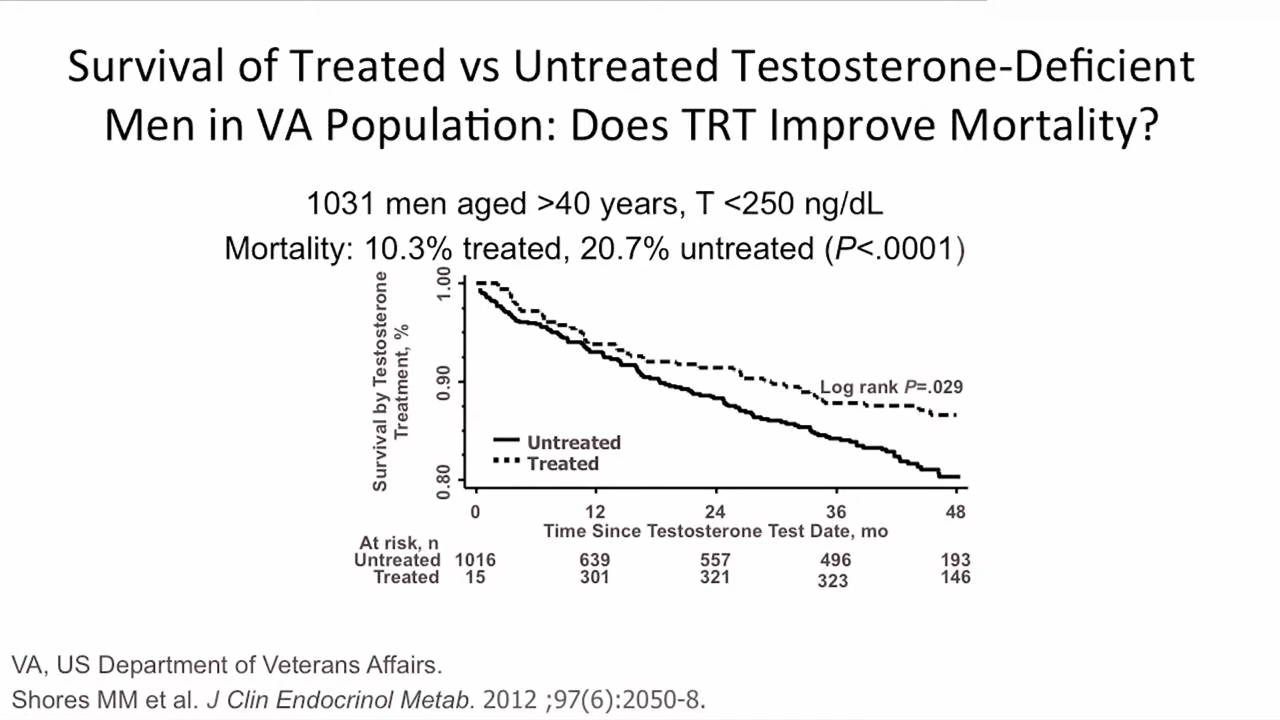 Survival of Treated vs Untreated Testosterone-Deficient
Men in VA Population: Does TRT Improve Mortality?
1031 men aged >40 years, T <250 ng/dL
Mortality: 10.3% treated, 20.7% untreated (P<.0001)
Survival by Testosterone
Treatment, %
1.00
0.90
0.80
Log rank P=.029
Untreated
Treated
0 12 24 36 48
Time Since Testosterone Test Date, mo
At risk, n
Untreated 1016 639 557 496 193
Treated 15 301 321 323 146
VA, US Department of Veterans Affairs.
Shores MM et al. J Clin Endocrinol Metab. 2012 ;97(6):2050-8.